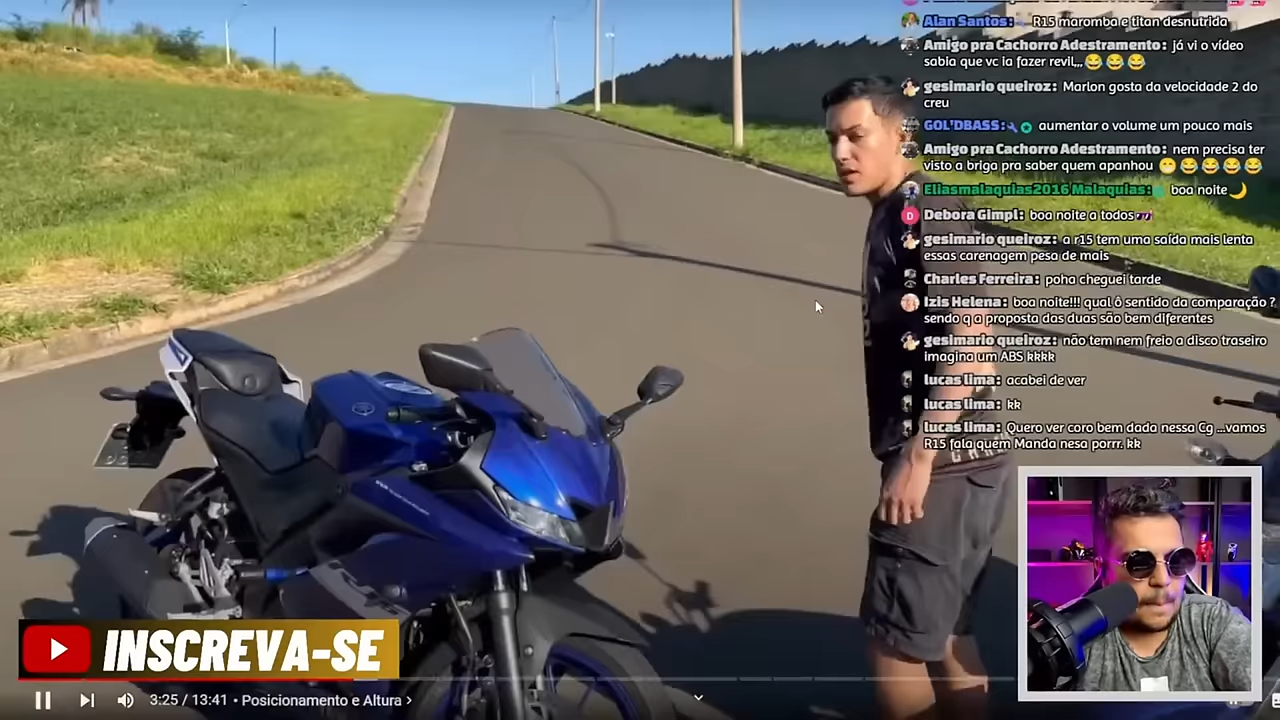 Alan Santos: R15 maromba e titan desnutrida
Amigo pra Cachorro Adestramento: já vi o vídeo
sabia que vc ia fazer revil,,, 😂😂😂
gesimario queiroz: Marlon gosta da velocidade 2 do
creu
GOL'DBASS: aumentar o volume um pouco mais
Amigo pra Cachorro Adestramento: nem precisa ter
visto a briga pra saber quem apanhou 😁😂😂😂😂
Eliasmalaquias2016 Malaquias: boa noite🌙
Debora Gimpl: boa noite a todos
gesimario queiroz: a r15 tem uma saída mais lenta
essas carenagem pesa de mais
Charles Ferreira: poha cheguei tarde
Izis Helena: boa noite!!! qual ô sentido da comparação ?
sendo q a proposta das duas são bem diferentes
gesimario queiroz: não tem nem freio a disco traseiro
imagina um ABS kkkk
lucas lima: acabei de ver
lucas lima: kk
lucas lima: Quero ver coro bem dada nessa Cg ...vamos
R15 fala quem Manda nesa porrr. kk
D
INSCREVA-SE
3:25 / 13:41 • Posicionamento e Altura >